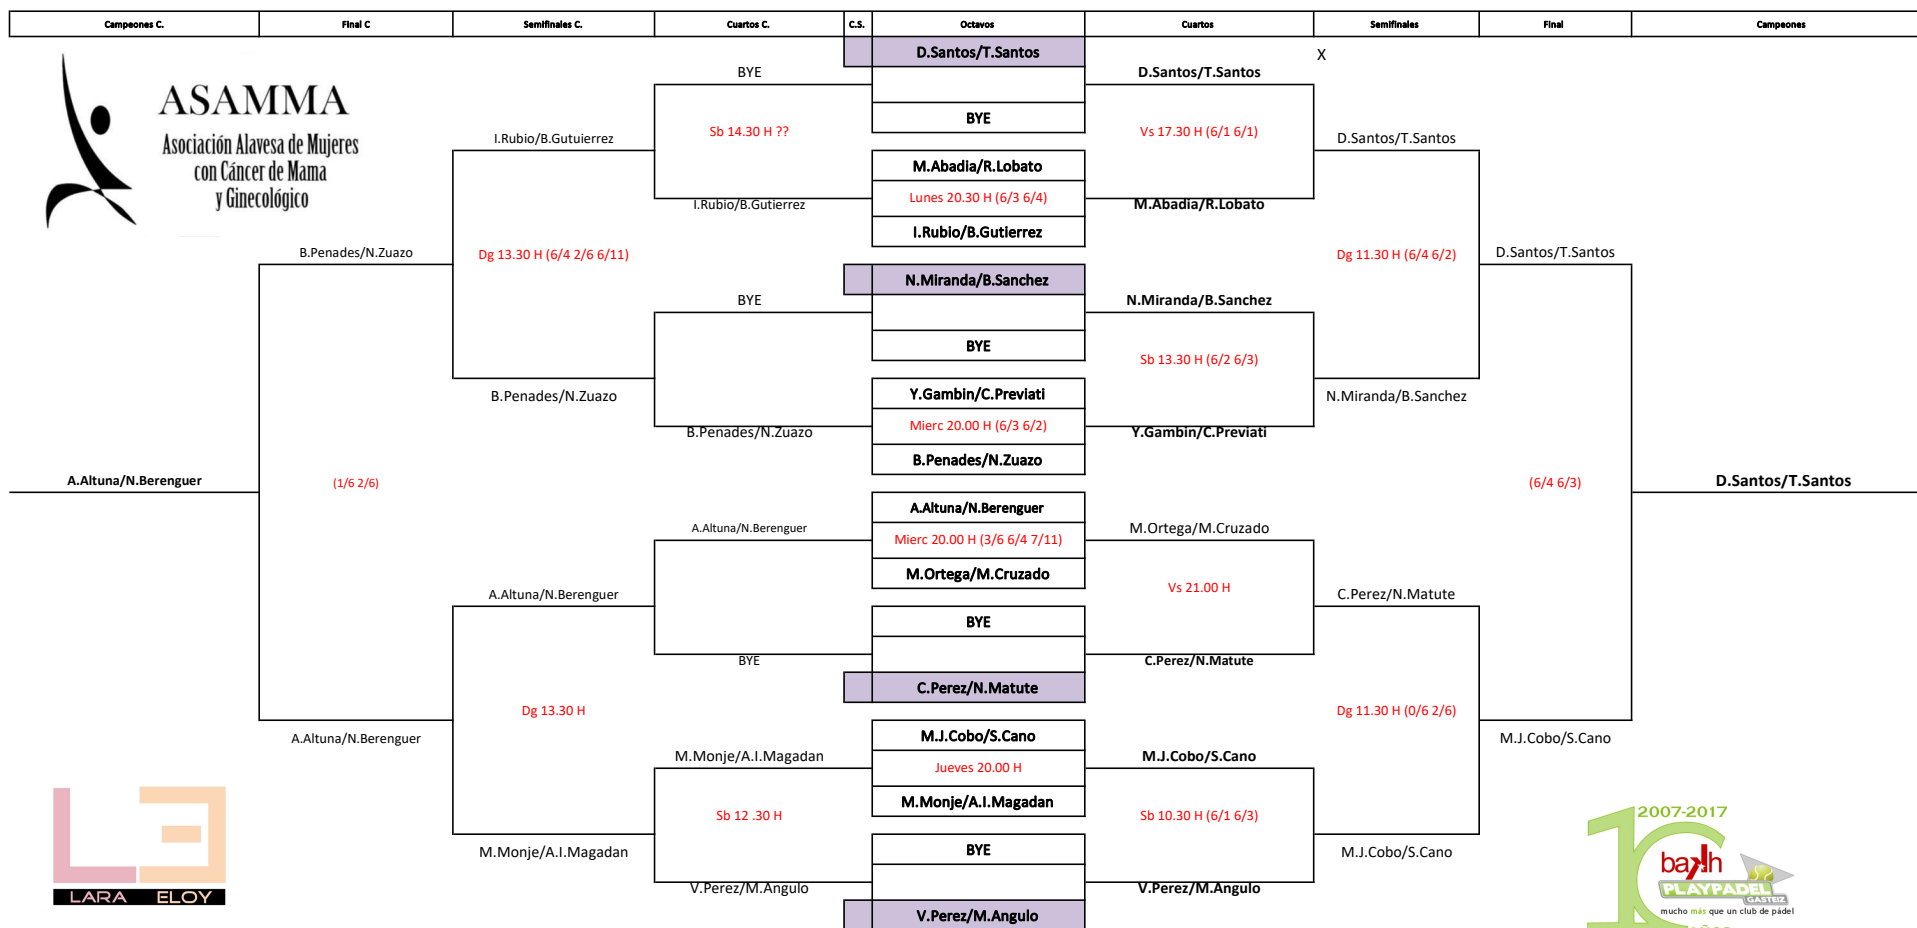 Campeones C. Final C Semifinales C. Cuartos C. C.S. Octavos Cuartos Semifinales Final Campeones
D.Santos/T.Santos X
BYE D.Santos/T.Santos
ASAMMA
Asociación Alavesa de Mujeres
con Cáncer de Mama
y Ginecológico
BYE
I.Rubio/B.Gutuierrez Sb 14.30 H ?? Vs 17.30 H (6/1 6/1) D.Santos/T.Santos
M.Abadia/R.Lobato
Lunes 20.30 H (6/3 6/4)
I.Rubio/B.Gutierrez M.Abadia/R.Lobato
I.Rubio/B.Gutierrez
B.Penades/N.Zuazo Dg 13.30 H (6/4 2/6 6/11) Dg 11.30 H (6/4 6/2) D.Santos/T.Santos
N.Miranda/B.Sanchez
BYE N.Miranda/B.Sanchez
BYE
Sb 13.30 H (6/2 6/3)
B.Penades/N.Zuazo Y.Gambin/C.Previati N.Miranda/B.Sanchez
Mierc 20.00 H (6/3 6/2)
B.Penades/N.Zuazo Y.Gambin/C.Previati
B.Penades/N.Zuazo
A.Altuna/N.Berenguer (1/6 2/6) (6/4 6/3) D.Santos/T.Santos
A.Altuna/N.Berenguer
A.Altuna/N.Berenguer M.Ortega/M.Cruzado
Mierc 20.00 H (3/6 6/4 7/11)
M.Ortega/M.Cruzado
Vs 21.00 H
A.Altuna/N.Berenguer C.Perez/N.Matute
BYE
BYE C.Perez/N.Matute
C.Perez/N.Matute
Dg 13.30 H Dg 11.30 H (0/6 2/6)
A.Altuna/N.Berenguer M.J.Cobo/S.Cano M.J.Cobo/S.Cano
M.Monje/A.I.Magadan M.J.Cobo/S.Cano
Jueves 20.00 H
M.Monje/A.I.Magadan
Sb 12 .30 H Sb 10.30 H (6/1 6/3)
M.Monje/A.I.Magadan BYE M.J.Cobo/S.Cano
V.Perez/M.Angulo V.Perez/M.Angulo
V.Perez/M.Angulo
LARA ELOY
2007-2017
10
bakh
PLAYPADEL
GASTEIZ
mucho más que un club de pádel